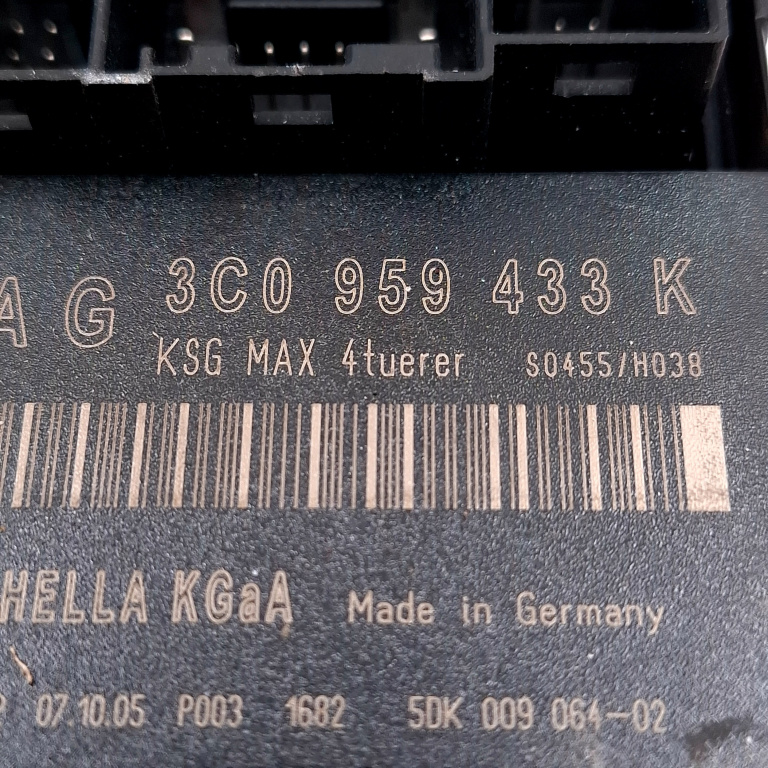 AG 3C0 959 433 K
KSG MAX 4tuerer S0455/H038
HELLA KGaA Made in Germany
07.10.05 P003 1682 5DK 009 064-02